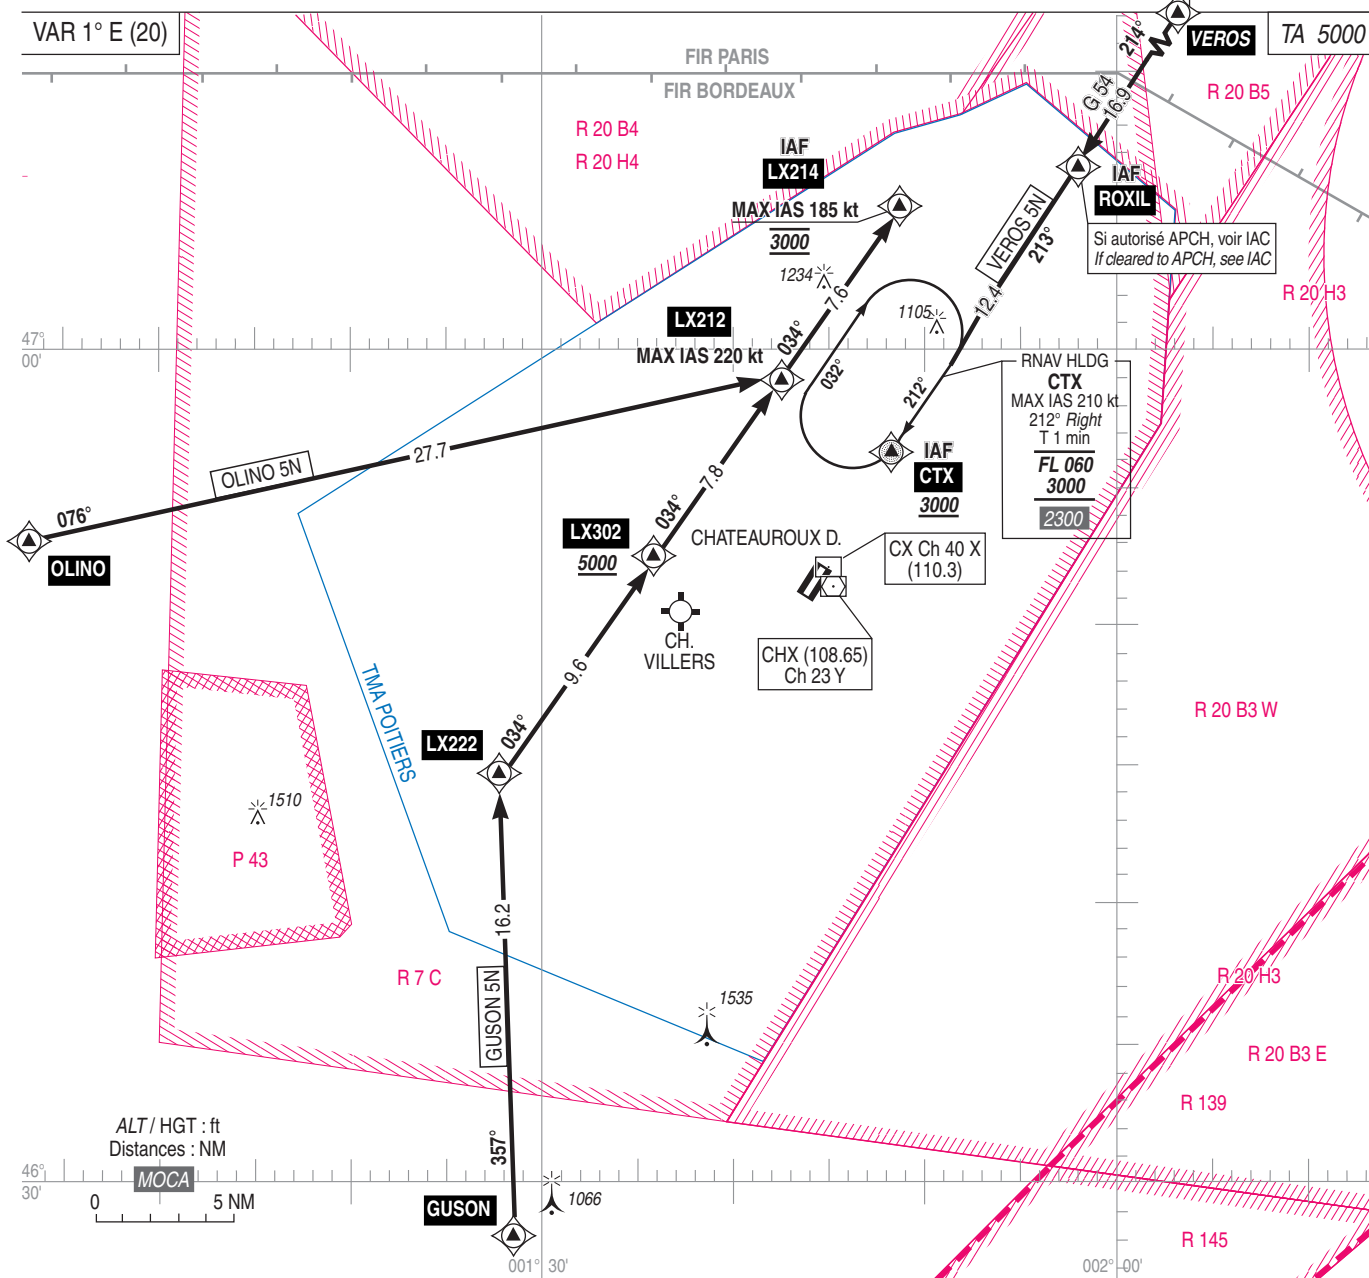 VAR 1° E (20)
FIR PARIS
FIR BORDEAUX
214°
VEROS
TA 5000
R 20 B5
G 54
16.9
R 20 B4
R 20 H4
IAF
LX214
MAX IAS 185 kt
3000
IAF
ROXIL
Si autorisé APCH, voir IAC
If cleared to APCH, see IAC
VEROS 5N
213°
12.4
R 20 H3
1234
7.6
1105
LX212
MAX IAS 220 kt
034°
032°
212°
47°
00'
RNAV HLDG
CTX
MAX IAS 210 kt
212° Right
T 1 min
FL 060
3000
2300
IAF
CTX
3000
OLINO 5N
27.7
076°
OLINO
7.8
034°
LX302
5000
CHATEAUROUX D.
CX Ch 40 X
(110.3)
CH.
VILLERS
CHX (108.65)
Ch 23 Y
9.6
TMA POITIERS
034°
LX222
R 20 B3 W
1510
P 43
16.2
R 7 C
GUSON 5N
1535
R 20 H3
R 20 B3 E
R 139
ALT / HGT : ft
Distances : NM
MOCA
0 5 NM
46°
30'
357°
GUSON
1066
R 145
001° 30'
002° 00'